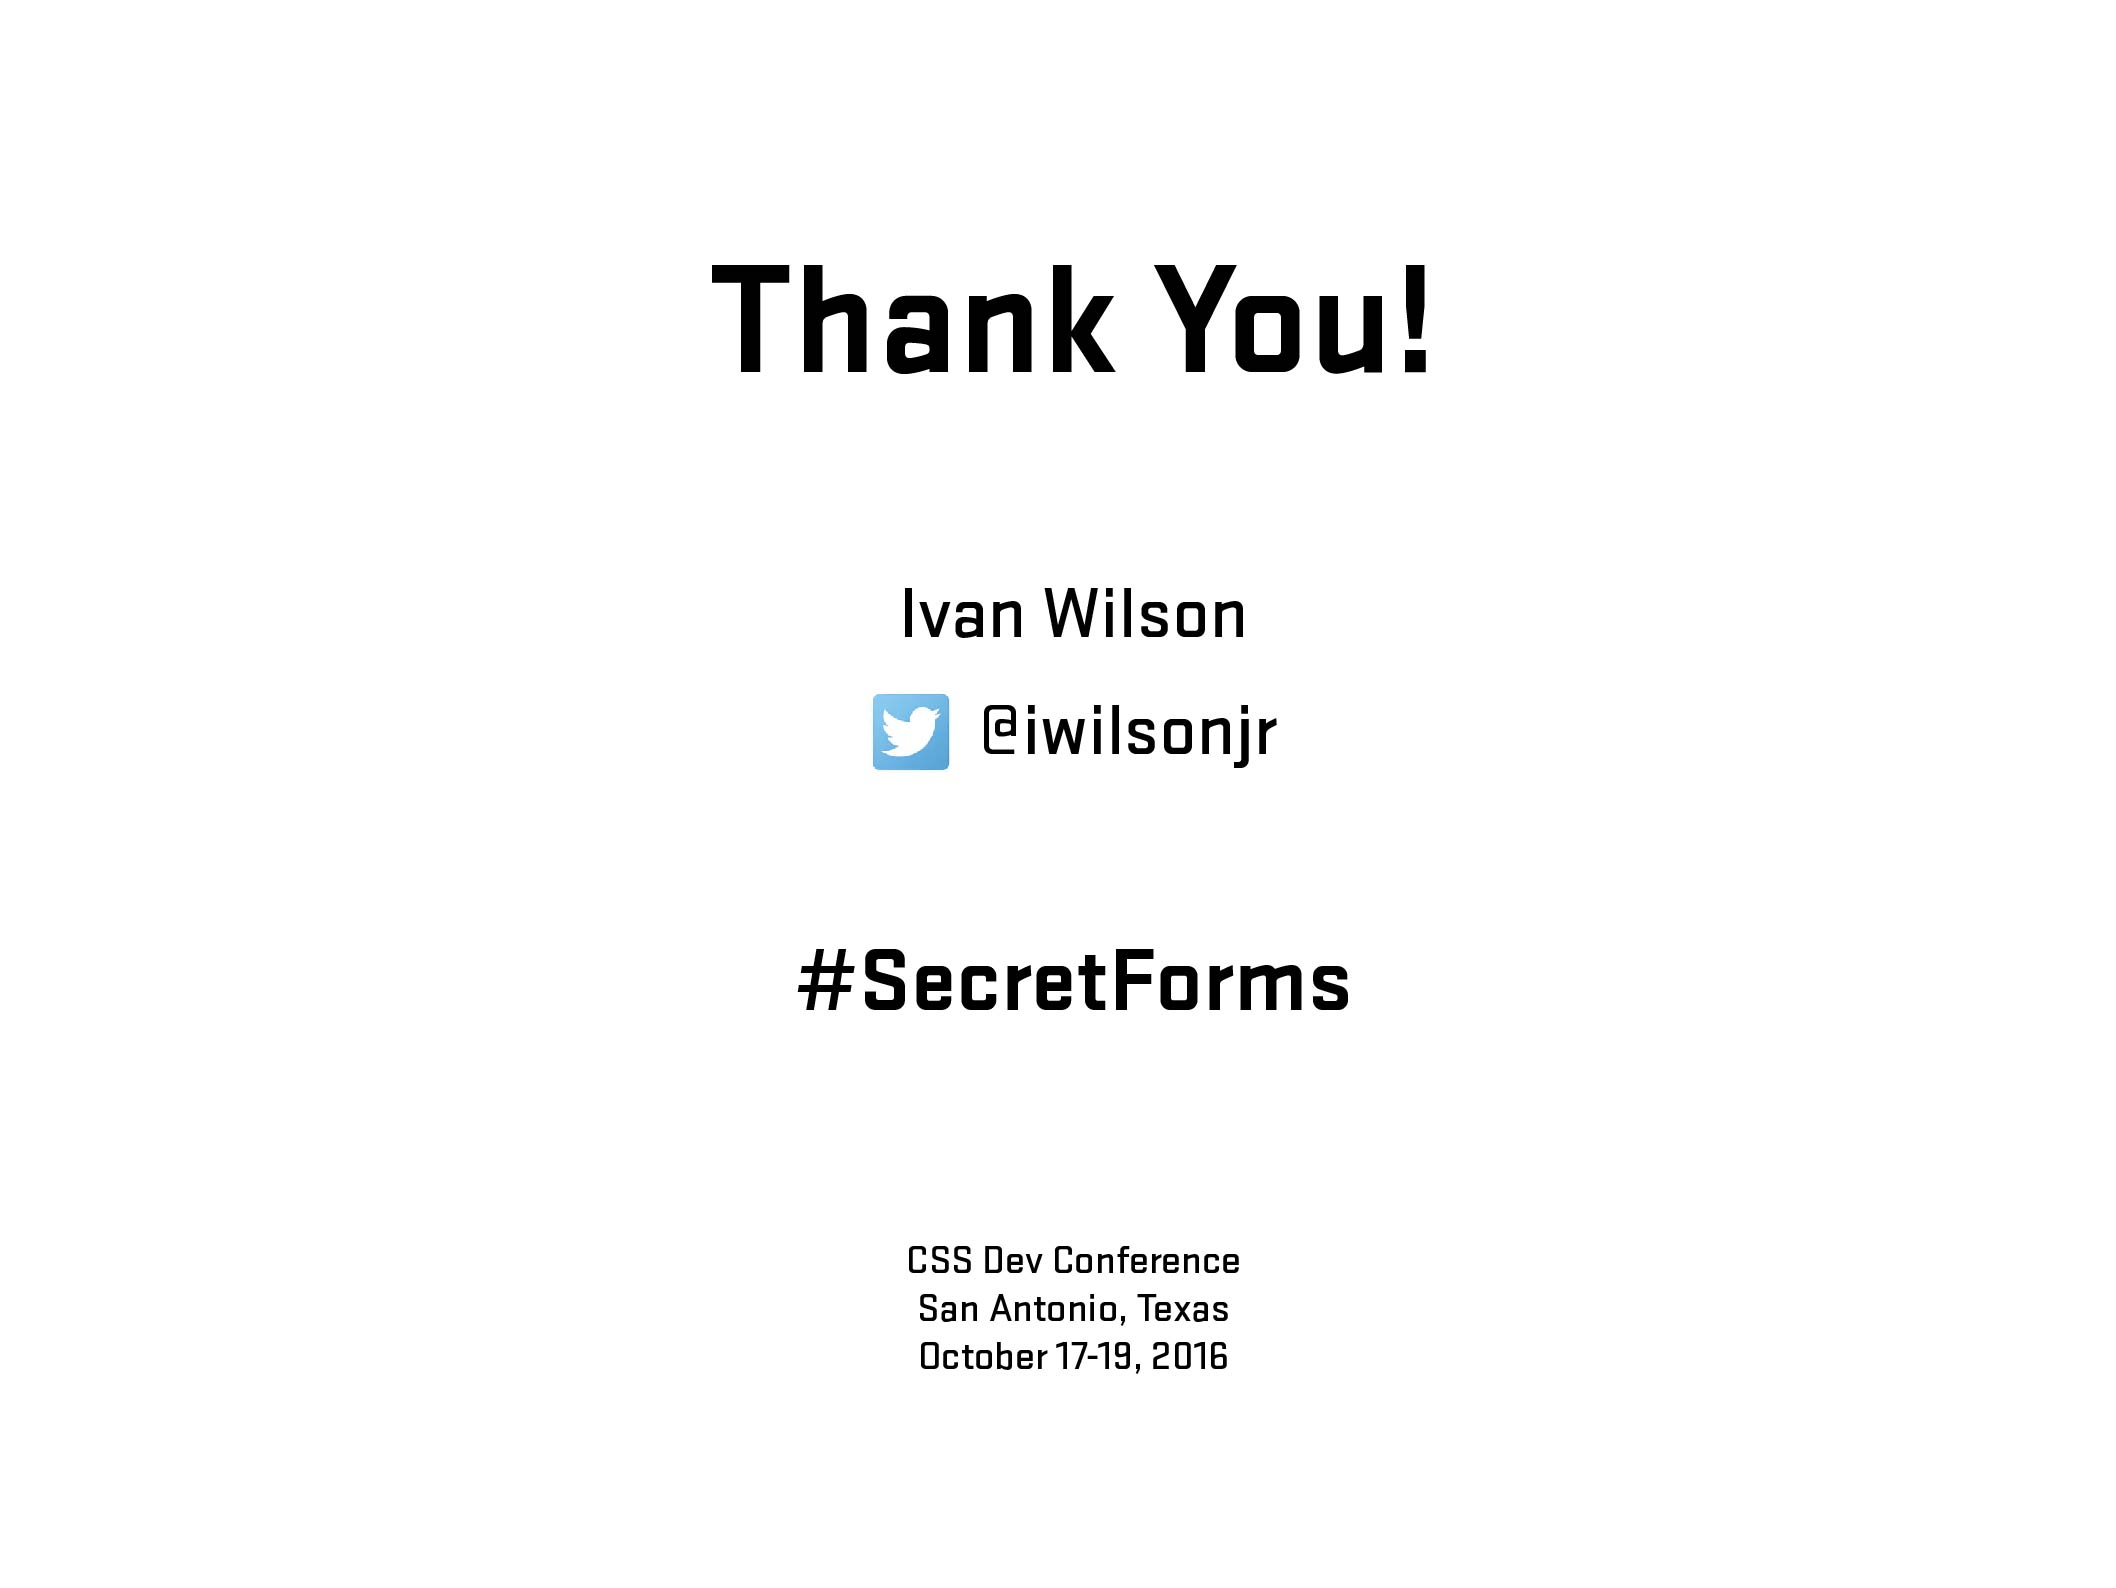 Thank You!
Ivan Wilson
@iwilsonjr
#SecretForms
CSS Dev Conference
San Antonio, Texas
October 17-19, 2016